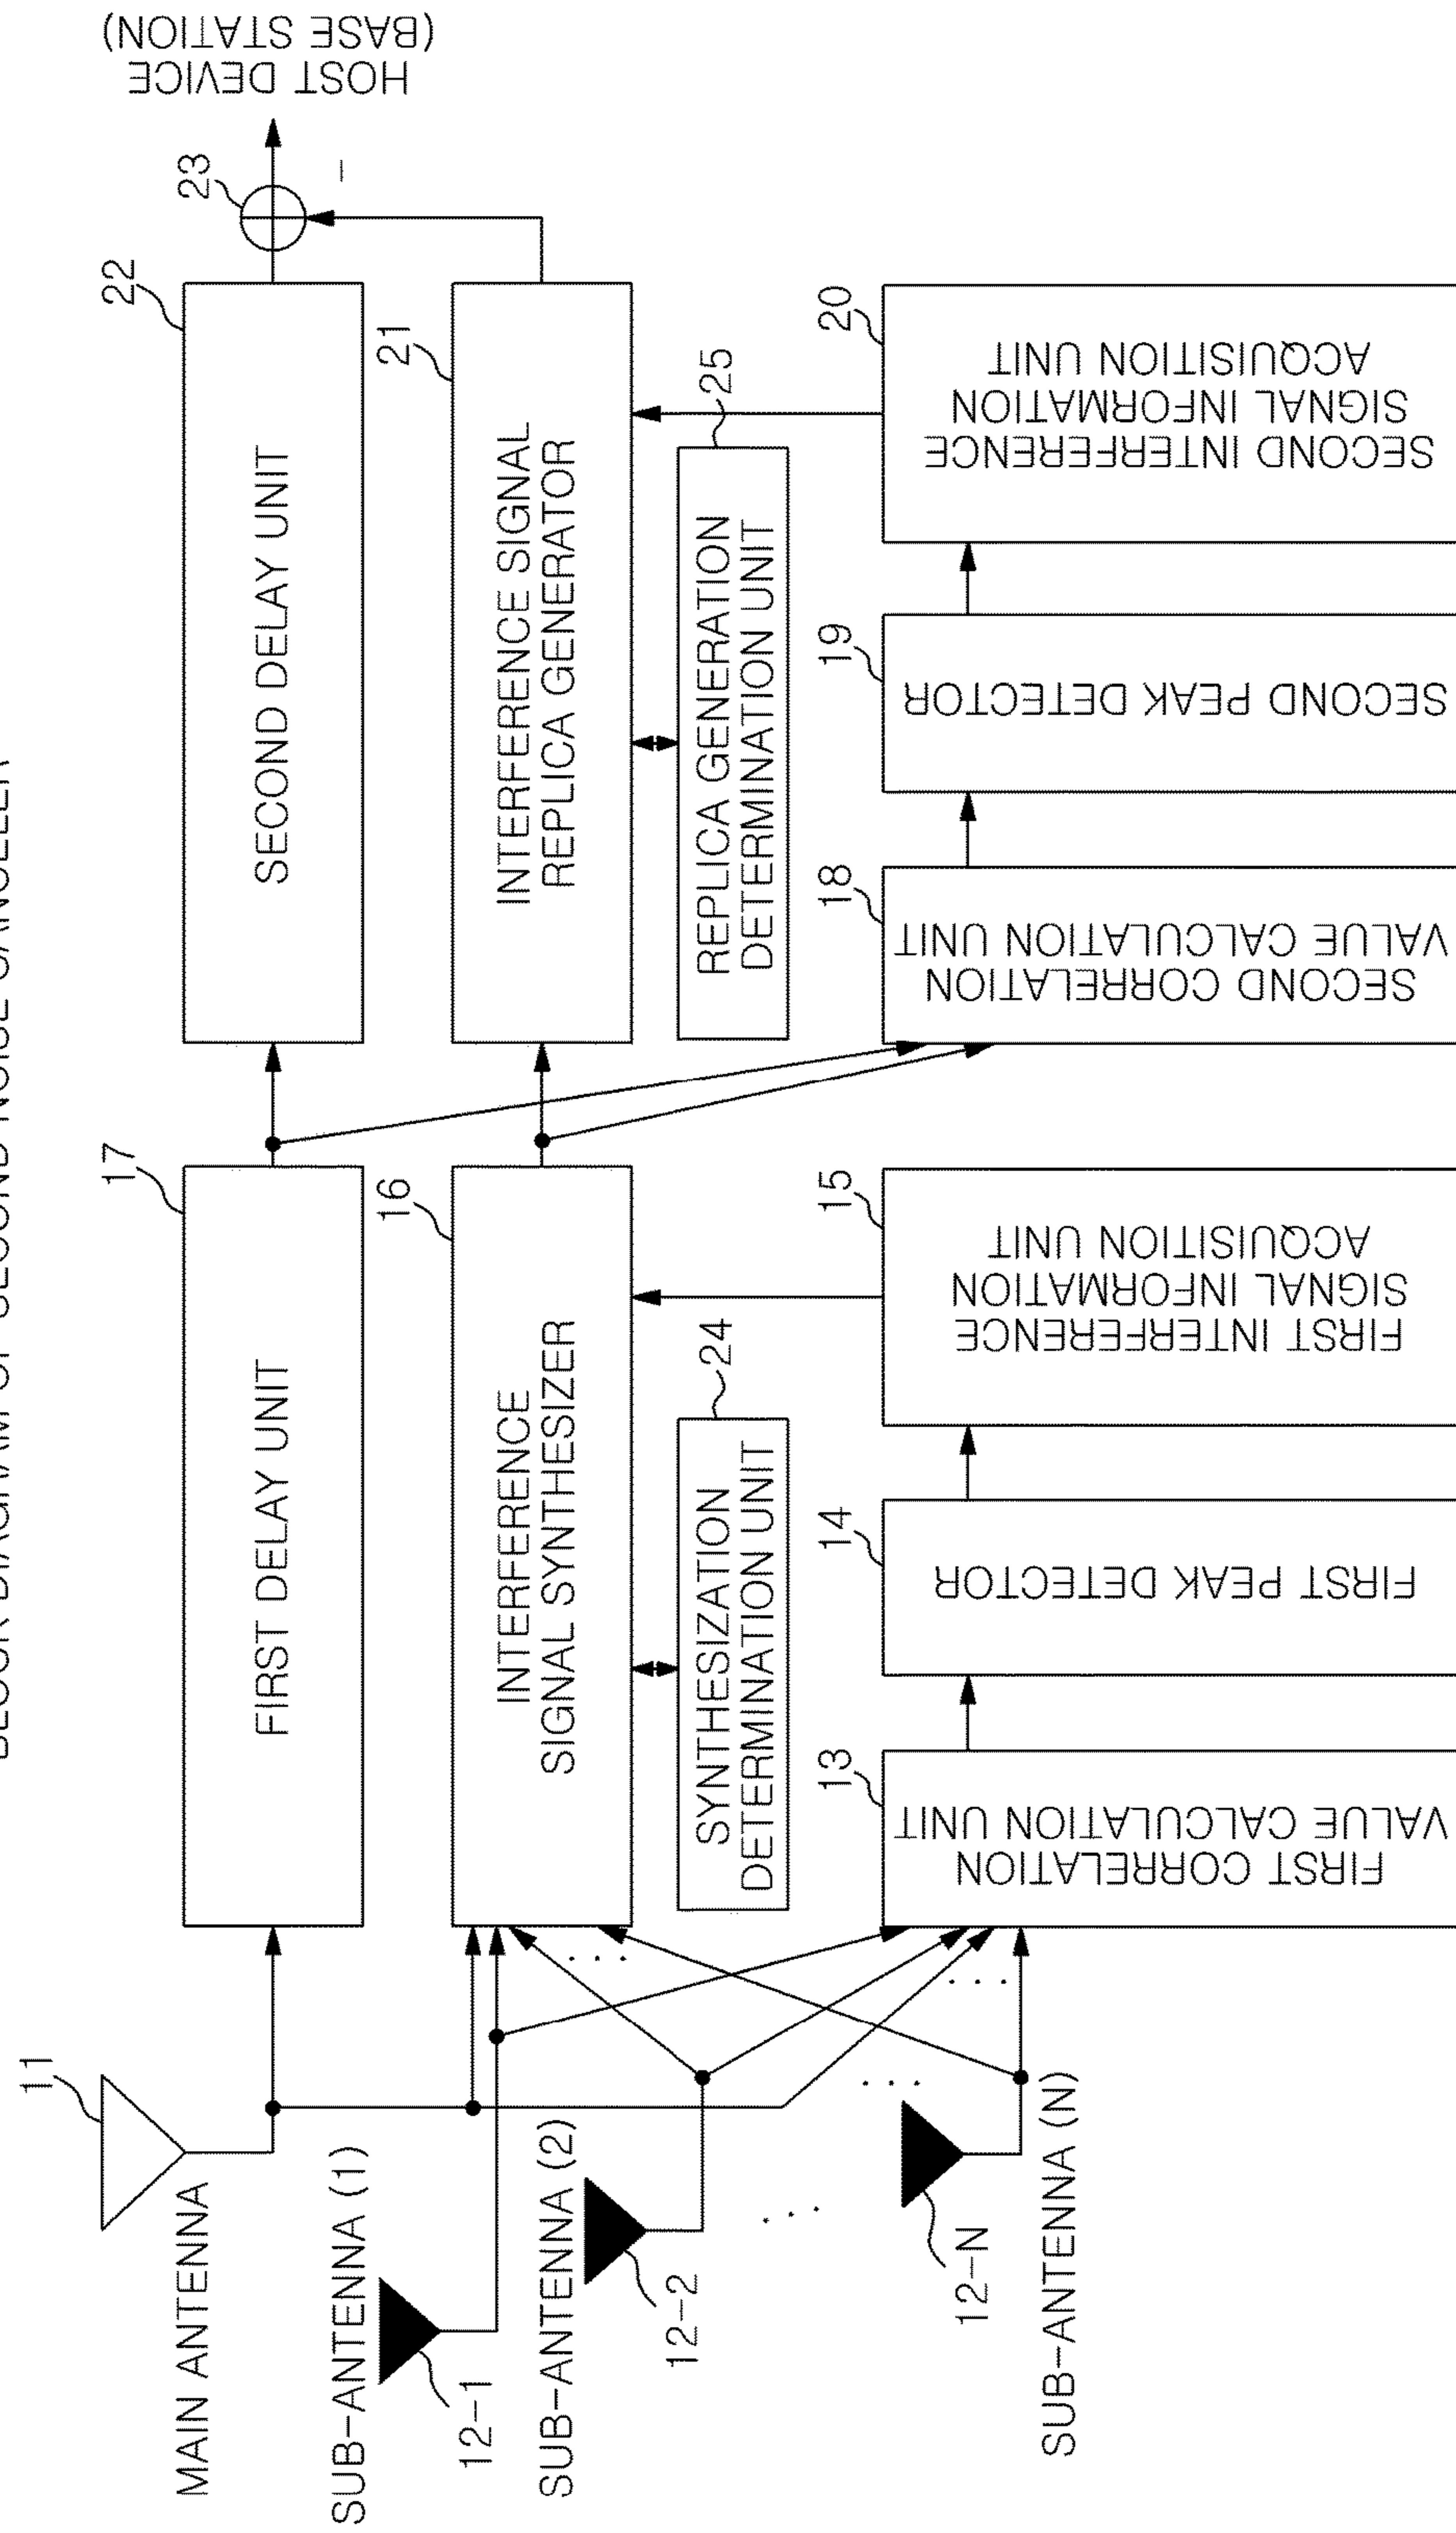 BLOCK DIAGRAM OF SECOND NOISE CANCELLER
11
MAIN ANTENNA
17
FIRST DELAY UNIT
22
SECOND DELAY UNIT
23
HOST DEVICE
(BASE STATION)
−
SUB-ANTENNA (1)
12-1
16
INTERFERENCE
SIGNAL SYNTHESIZER
21
INTERFERENCE SIGNAL
REPLICA GENERATOR
SUB-ANTENNA (2)
12-2
24
SYNTHESIZATION
DETERMINATION UNIT
25
REPLICA GENERATION
DETERMINATION UNIT
12-N
SUB-ANTENNA (N)
13
FIRST CORRELATION
VALUE CALCULATION UNIT
14
FIRST PEAK DETECTOR
15
FIRST INTERFERENCE
SIGNAL INFORMATION
ACQUISITION UNIT
18
SECOND CORRELATION
VALUE CALCULATION UNIT
19
SECOND PEAK DETECTOR
20
SECOND INTERFERENCE
SIGNAL INFORMATION
ACQUISITION UNIT